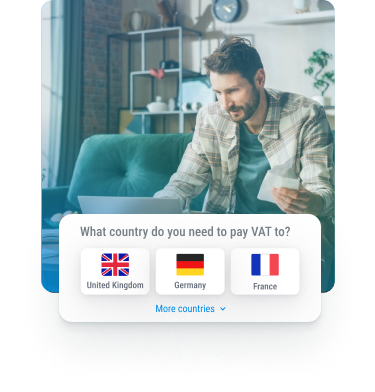 What country do you need to pay VAT to?
United Kingdom
Germany
France
More countries